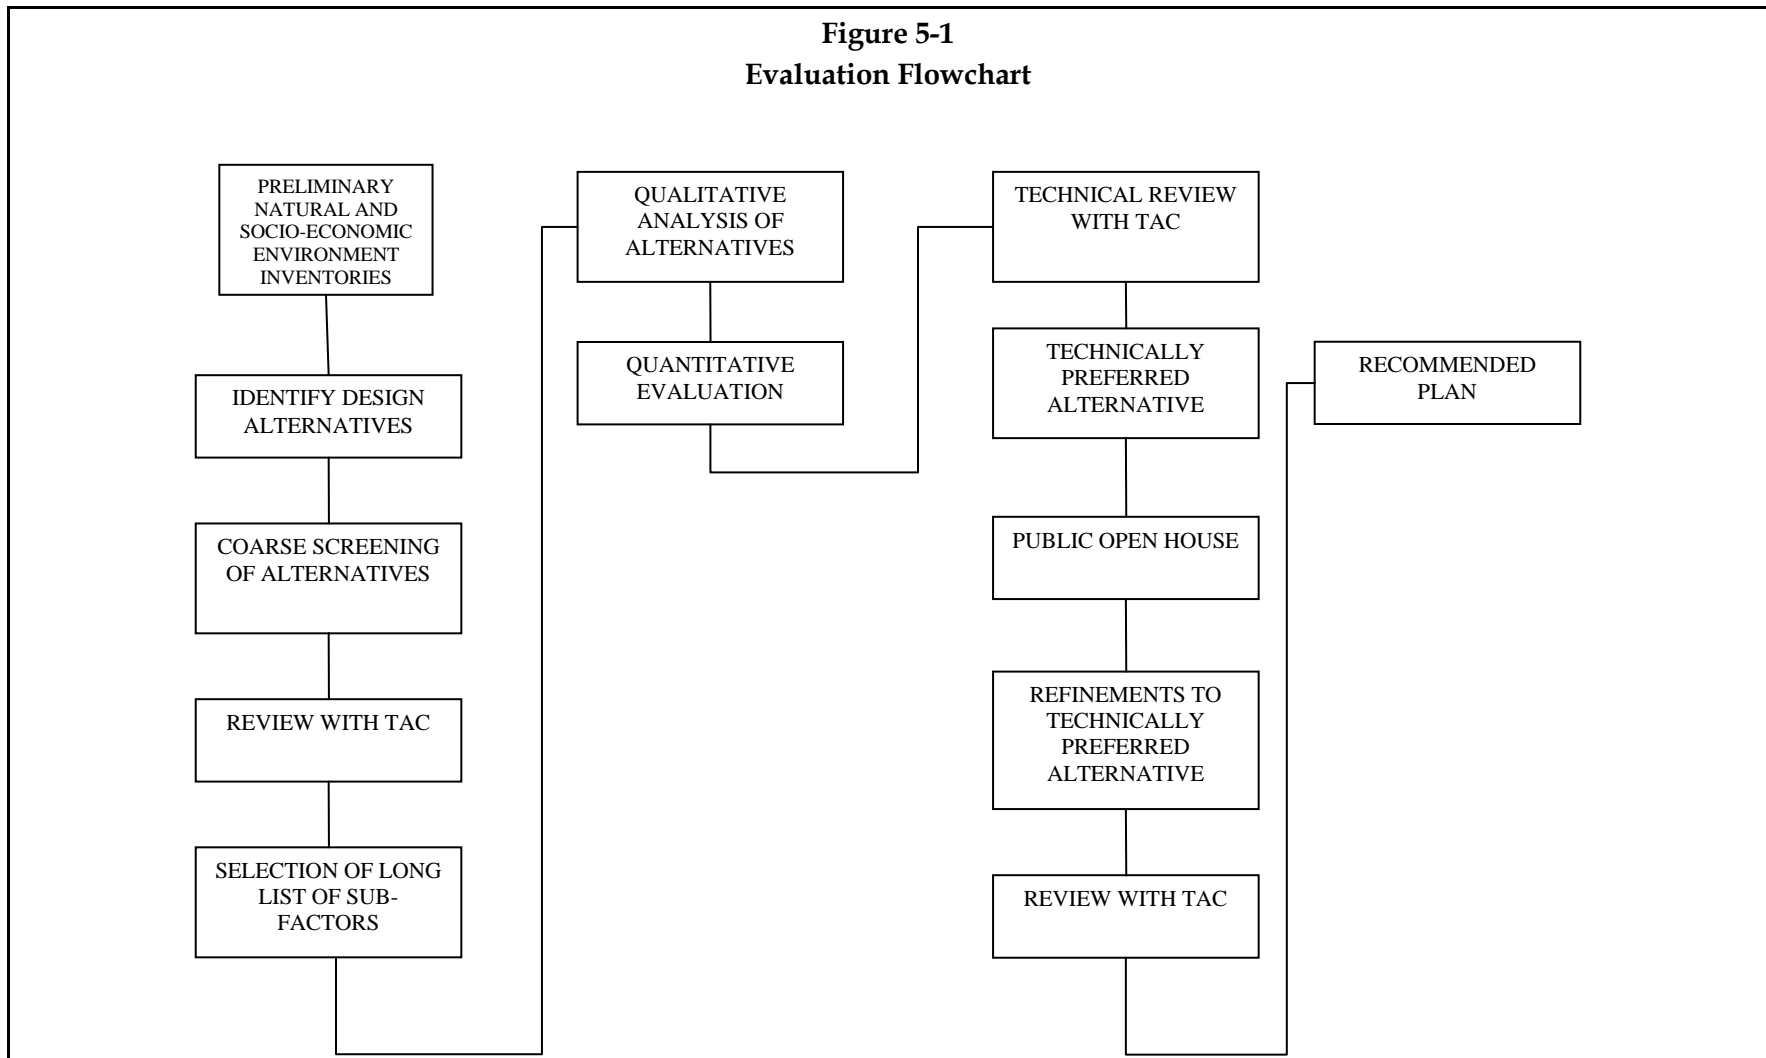 Figure 5-1
Evaluation Flowchart
PRELIMINARY
NATURAL AND
SOCIO-ECONOMIC
ENVIRONMENT
INVENTORIES
IDENTIFY DESIGN
ALTERNATIVES
COARSE SCREENING
OF ALTERNATIVES
REVIEW WITH TAC
SELECTION OF LONG
LIST OF SUB-
FACTORS
QUALITATIVE
ANALYSIS OF
ALTERNATIVES
QUANTITATIVE
EVALUATION
TECHNICAL REVIEW
WITH TAC
TECHNICALLY
PREFERRED
ALTERNATIVE
PUBLIC OPEN HOUSE
REFINEMENTS TO
TECHNICALLY
PREFERRED
ALTERNATIVE
REVIEW WITH TAC
RECOMMENDED
PLAN